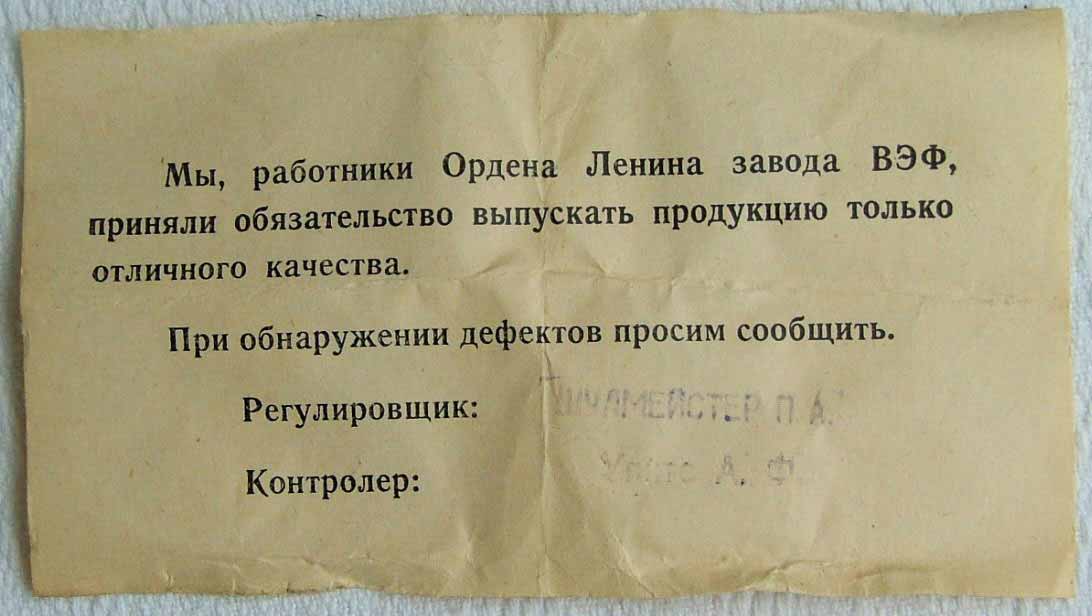 Мы, работники Ордена Ленина завода ВЭФ,
приняли обязательство выпускать продукцию только
отличного качества.
При обнаружении дефектов просим сообщить.
Регулировщик: П. А.
Контролер: А. Ф.